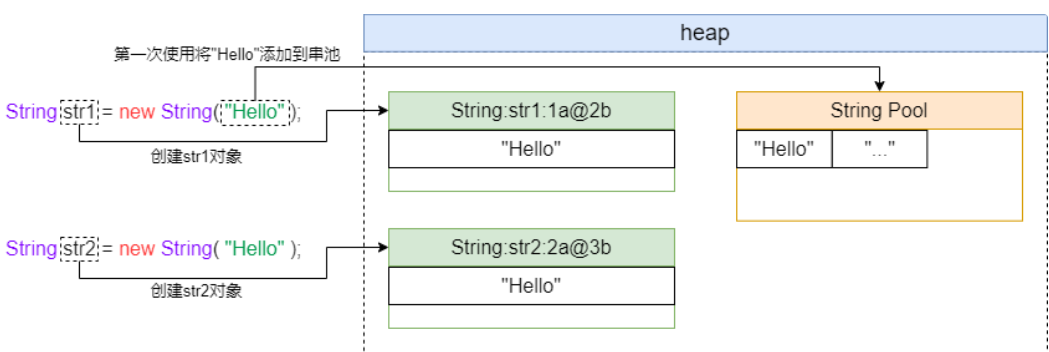 heap
第一次使用将"Hello"添加到串池
String str1 = new String( "Hello" );
String:str1:1a@2b
String Pool
"Hello"
"Hello"
"..."
创建str1对象
String str2 = new String( "Hello" );
String:str2:2a@3b
"Hello"
创建str2对象